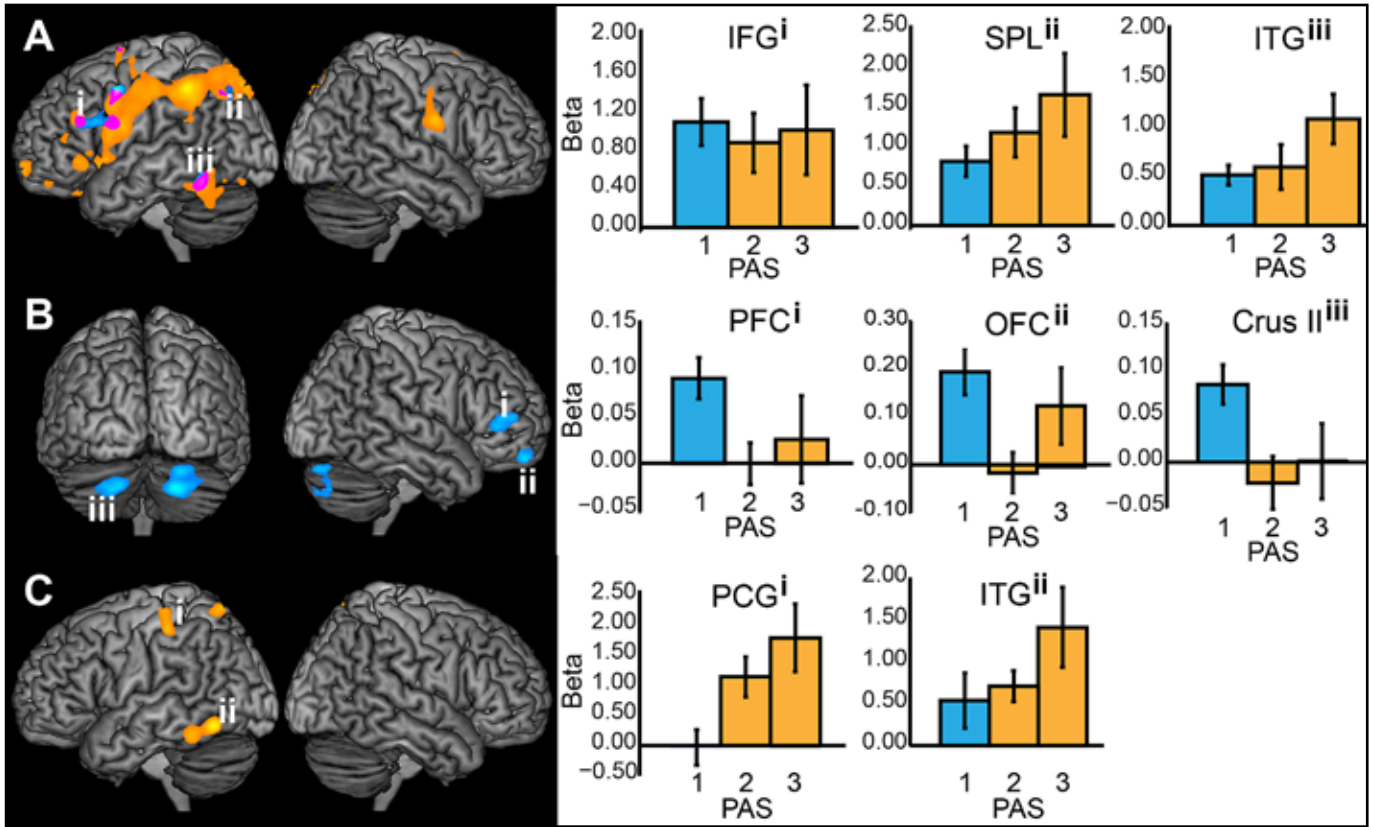 A
i
ii
iii
IFGi
2.00
1.60
1.20
0.80
0.40
0.00
Beta
1 2 3
PAS
SPLii
2.50
2.00
1.50
1.00
0.50
0.00
1 2 3
PAS
ITGiii
2.00
1.50
1.00
0.50
0.00
1 2 3
PAS
B
i
ii
iii
PFCi
0.15
0.10
0.05
0.00
−0.05
Beta
1 2 3
PAS
OFCii
0.30
0.20
0.10
0.00
-0.10
1 2 3
PAS
Crus IIiii
0.15
0.10
0.05
0.00
−0.05
1 2 3
PAS
C
i
ii
PCGi
2.50
2.00
1.50
1.00
0.50
0.00
−0.50
Beta
1 2 3
PAS
ITGii
2.00
1.50
1.00
0.50
0.00
1 2 3
PAS